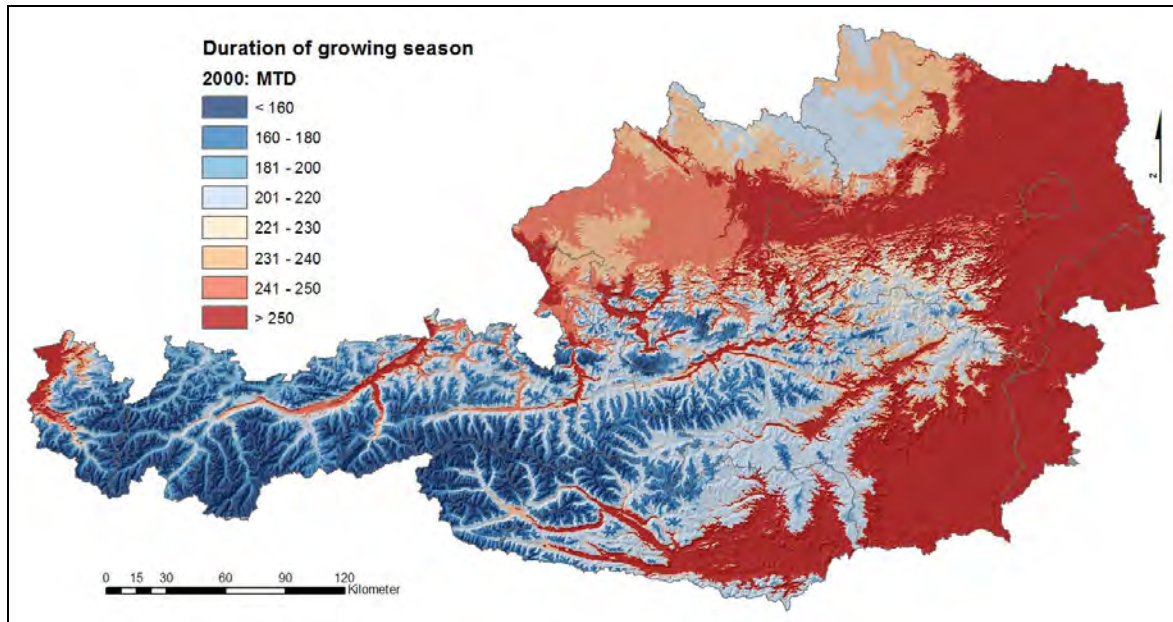 Duration of growing season
2000: MTD
< 160
160 - 180
181 - 200
201 - 220
221 - 230
231 - 240
241 - 250
> 250
N
0 15 30 60 90 120
Kilometer